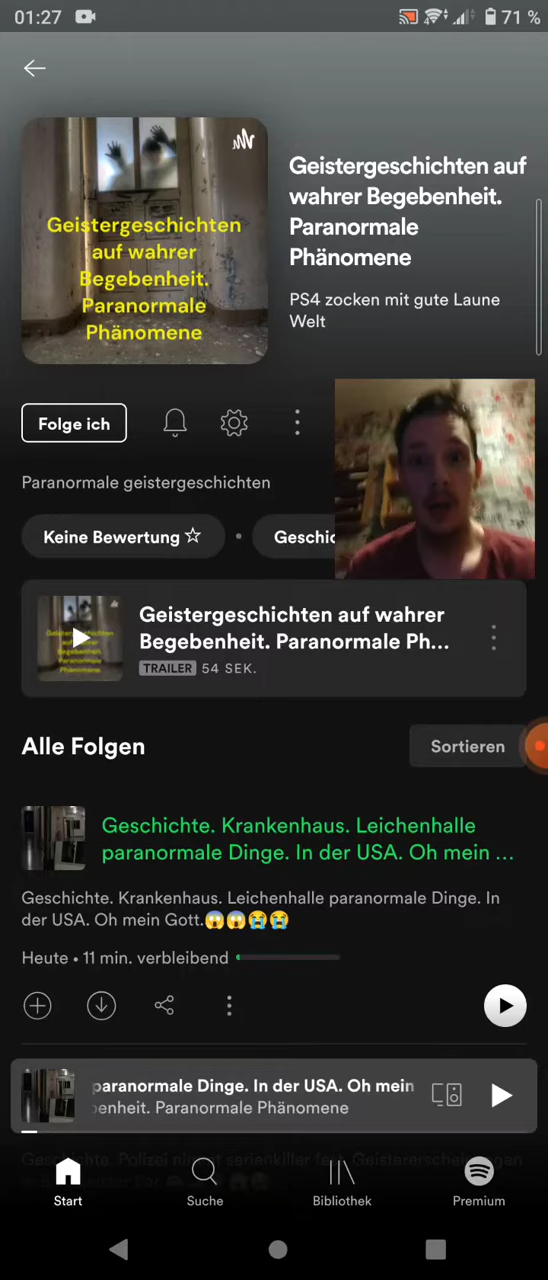 01:27
71 %
Geistergeschichten
auf wahrer
Begebenheit.
Paranormale
Phänomene
Geistergeschichten auf
wahrer Begebenheit.
Paranormale
Phänomene
PS4 zocken mit gute Laune
Welt
Folge ich
Paranormale geistergeschichten
Keine Bewertung
Geschic
Geistergeschichten auf wahrer
Begebenheit. Paranormale Ph...
TRAILER 54 SEK.
Alle Folgen
Sortieren
Geschichte. Krankenhaus. Leichenhalle
paranormale Dinge. In der USA. Oh mein ...
Geschichte. Krankenhaus. Leichenhalle paranormale Dinge. In
der USA. Oh mein Gott.😱😱😭😭
Heute • 11 min. verbleibend
paranormale Dinge. In der USA. Oh mein
enheit. Paranormale Phänomene
Start
Suche
Bibliothek
Premium